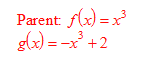 Parent: f(x) = x³
g(x) = −x³ + 2